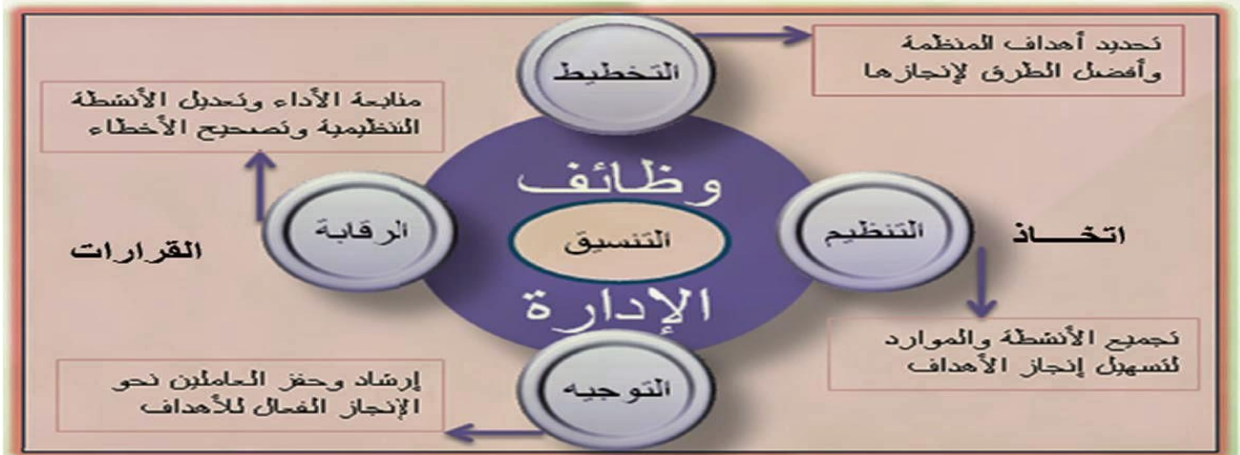 التخطيط
تحديد أهداف المنظمة
وأفضل الطرق لإنجازها
متابعة الأداء وتعديل الأنشطة
التنظيمية وتصحيح الأخطاء
وظائف
اتخـــاذ
التنظيم
التنسيق
الرقابة
القرارات
الإدارة
تجميع الأنشطة والموارد
لتسهيل إنجاز الأهداف
التوجيه
إرشاد وحفز العاملين نحو
الإنجاز الفعال للأهداف